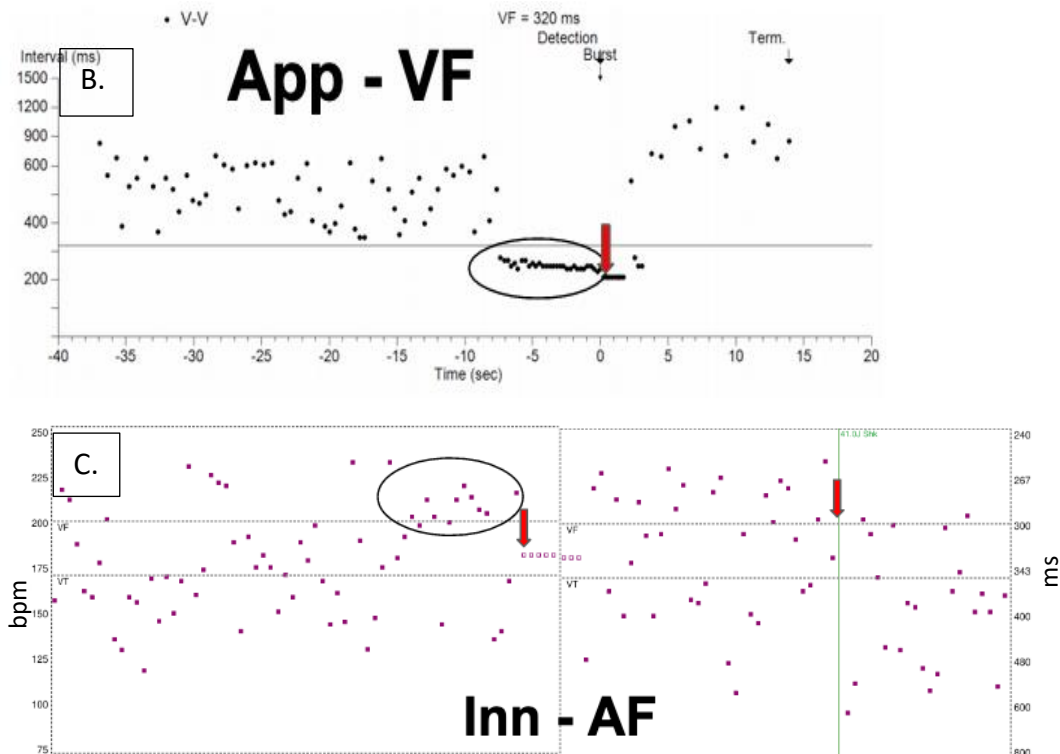 • V-V
VF = 320 ms
Detection
Burst
Term.
Interval (ms)
B.
App - VF
1500
1200
900
600
400
200
-40 -35 -30 -25 -20 -15 -10 -5 0 5 10 15 20
Time (sec)
C.
41.0J Shk
250
225
200
VF
175
VT
150
125
100
75
bpm
VF
VT
240
267
300
343
400
480
600
800
ms
Inn - AF